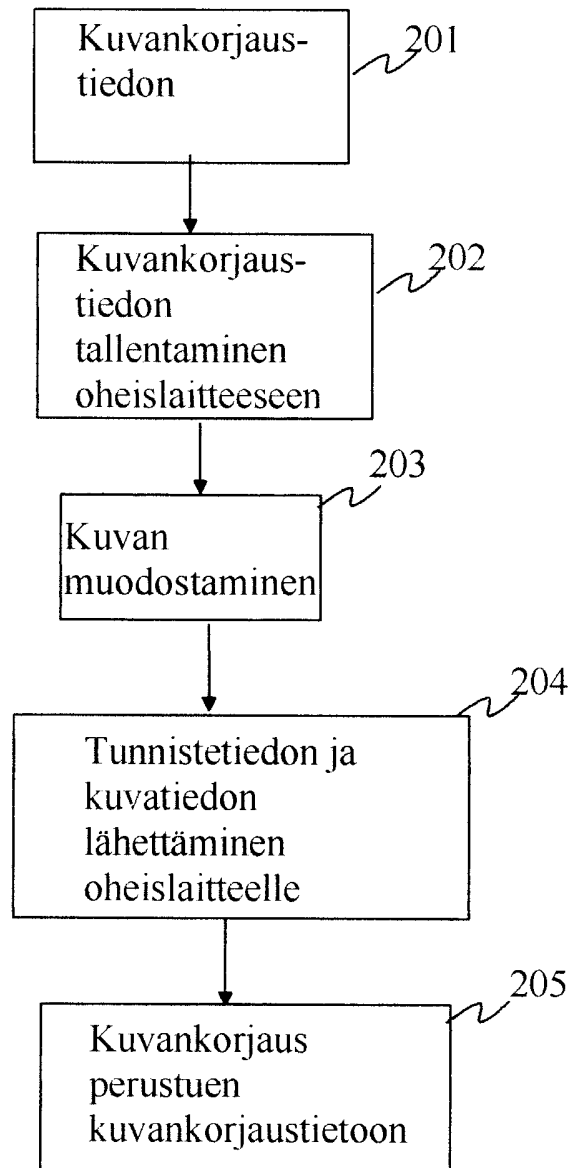 Kuvankorjaus-
tiedon
201
Kuvankorjaus-
tiedon
tallentaminen
oheislaitteeseen
202
Kuvan
muodostaminen
203
Tunnistetiedon ja
kuvatiedon
lähettäminen
oheislaitteelle
204
Kuvankorjaus
perustuen
kuvankorjaustietoon
205